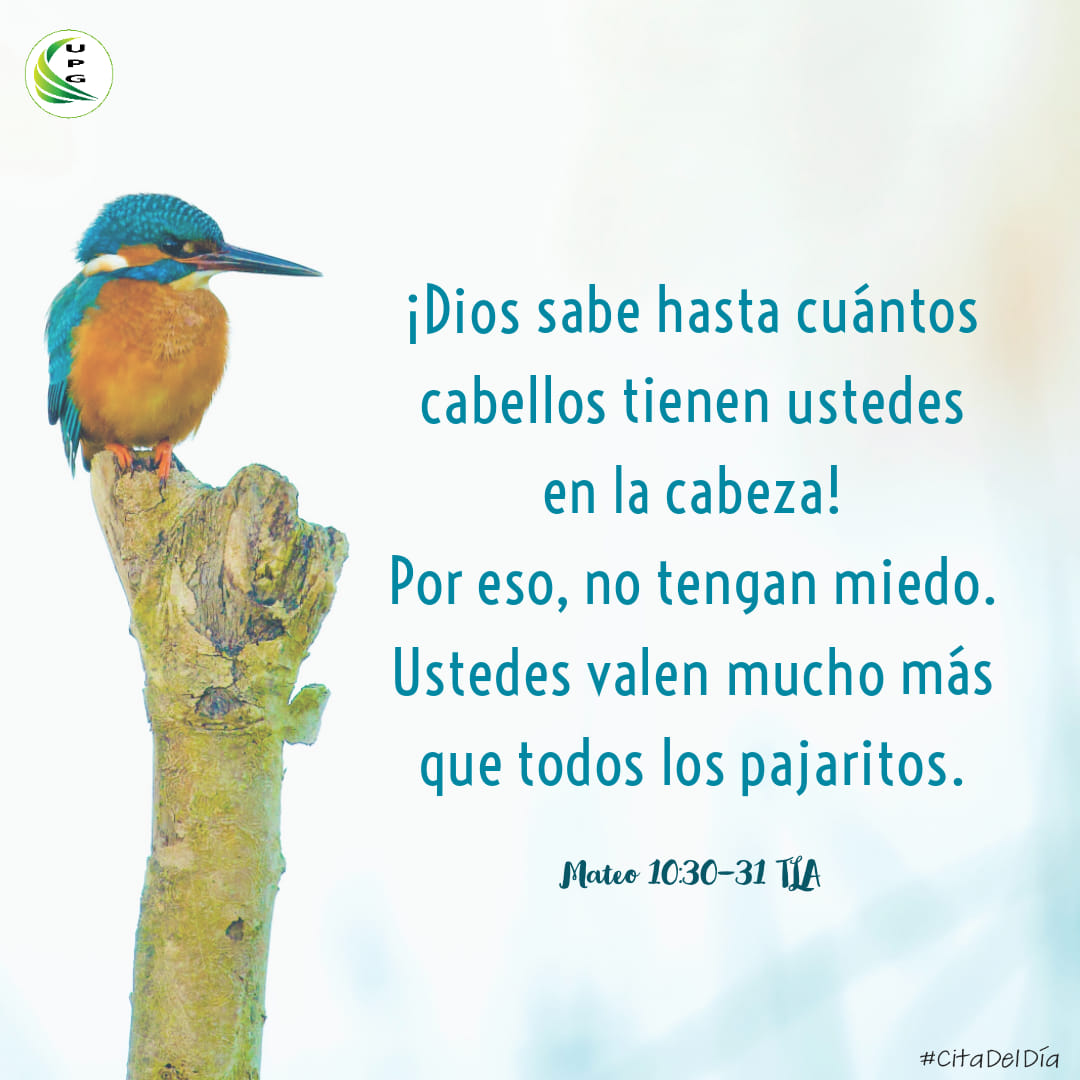 UPG
¡Dios sabe hasta cuántos
cabellos tienen ustedes
en la cabeza!
Por eso, no tengan miedo.
Ustedes valen mucho más
que todos los pajaritos.
Mateo 10:30-31 TLA
#CitaDelDía